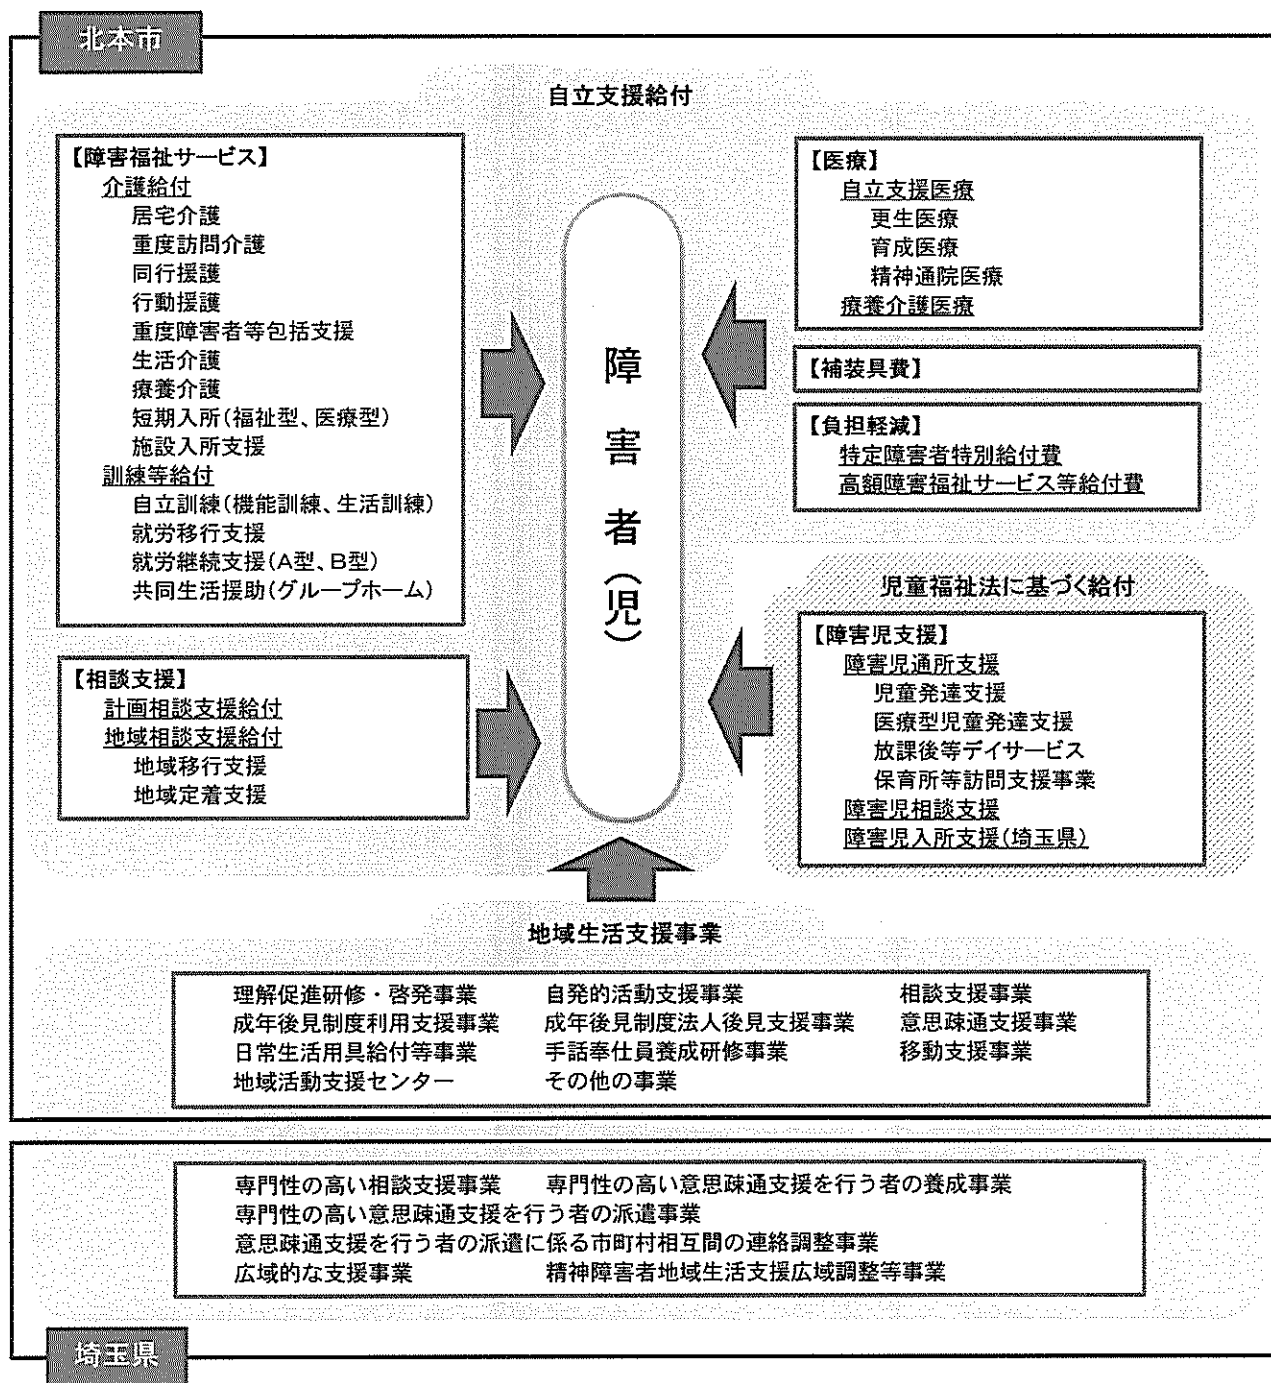 北本市
自立支援給付
【障害福祉サービス】
介護給付
居宅介護
重度訪問介護
同行援護
行動援護
重度障害者等包括支援
生活介護
療養介護
短期入所(福祉型、医療型)
施設入所支援
訓練等給付
自立訓練(機能訓練、生活訓練)
就労移行支援
就労継続支援(A型、B型)
共同生活援助(グループホーム)
【相談支援】
計画相談支援給付
地域相談支援給付
地域移行支援
地域定着支援
障害者(児)
【医療】
自立支援医療
更生医療
育成医療
精神通院医療
療養介護医療
【補装具費】
【負担軽減】
特定障害者特別給付費
高額障害福祉サービス等給付費
児童福祉法に基づく給付
【障害児支援】
障害児通所支援
児童発達支援
医療型児童発達支援
放課後等デイサービス
保育所等訪問支援事業
障害児相談支援
障害児入所支援(埼玉県)
地域生活支援事業
理解促進研修・啓発事業 自発的活動支援事業 相談支援事業
成年後見制度利用支援事業 成年後見制度法人後見支援事業 意思疎通支援事業
日常生活用具給付等事業 手話奉仕員養成研修事業 移動支援事業
地域活動支援センター その他の事業
専門性の高い相談支援事業 専門性の高い意思疎通支援を行う者の養成事業
専門性の高い意思疎通支援を行う者の派遣事業
意思疎通支援を行う者の派遣に係る市町村相互間の連絡調整事業
広域的な支援事業 精神障害者地域生活支援広域調整等事業
埼玉県